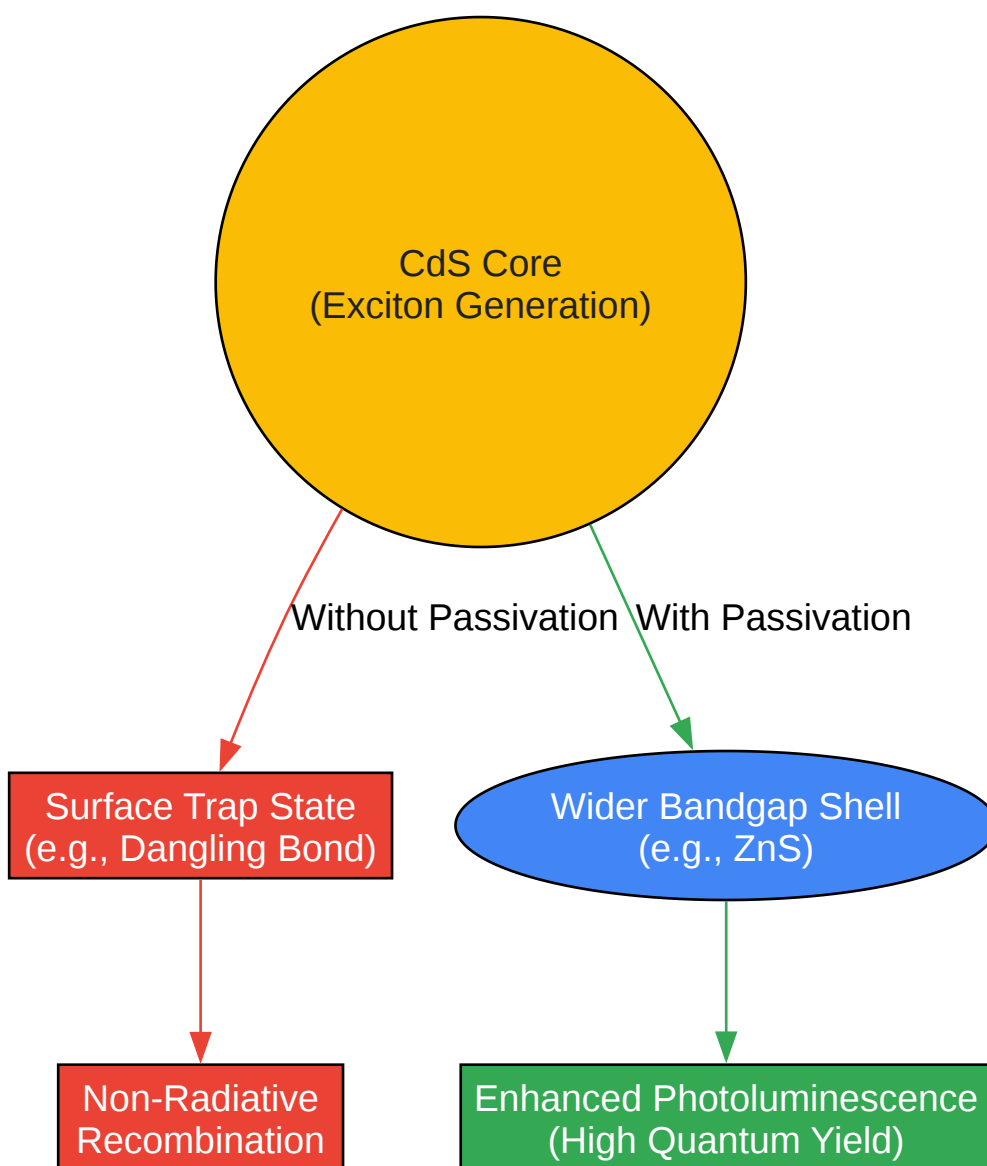 CdS Core
(Exciton Generation)
Without Passivation
With Passivation
Surface Trap State
(e.g., Dangling Bond)
Wider Bandgap Shell
(e.g., ZnS)
Non-Radiative
Recombination
Enhanced Photoluminescence
(High Quantum Yield)